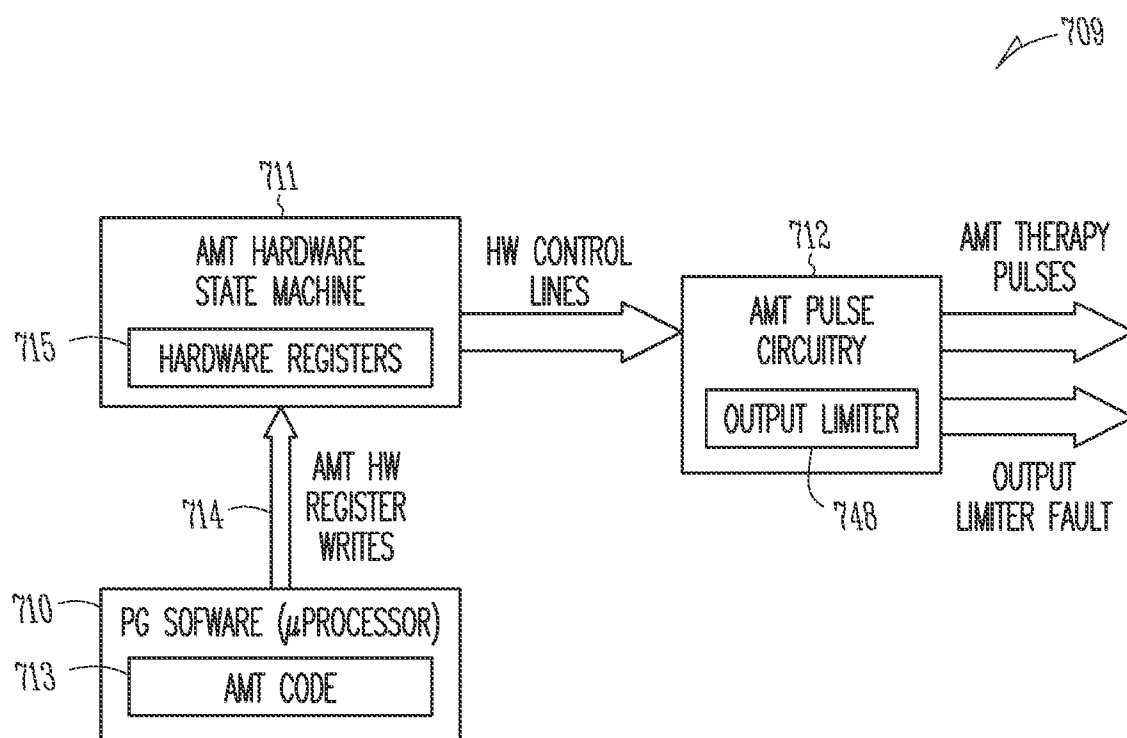 709
711
AMT HARDWARE
STATE MACHINE
715
HARDWARE REGISTERS
HW CONTROL
LINES
712
AMT PULSE
CIRCUITRY
OUTPUT LIMITER
748
AMT THERAPY
PULSES
OUTPUT
LIMITER FAULT
714
AMT HW
REGISTER
WRITES
710
PG SOFWARE (μPROCESSOR)
713
AMT CODE